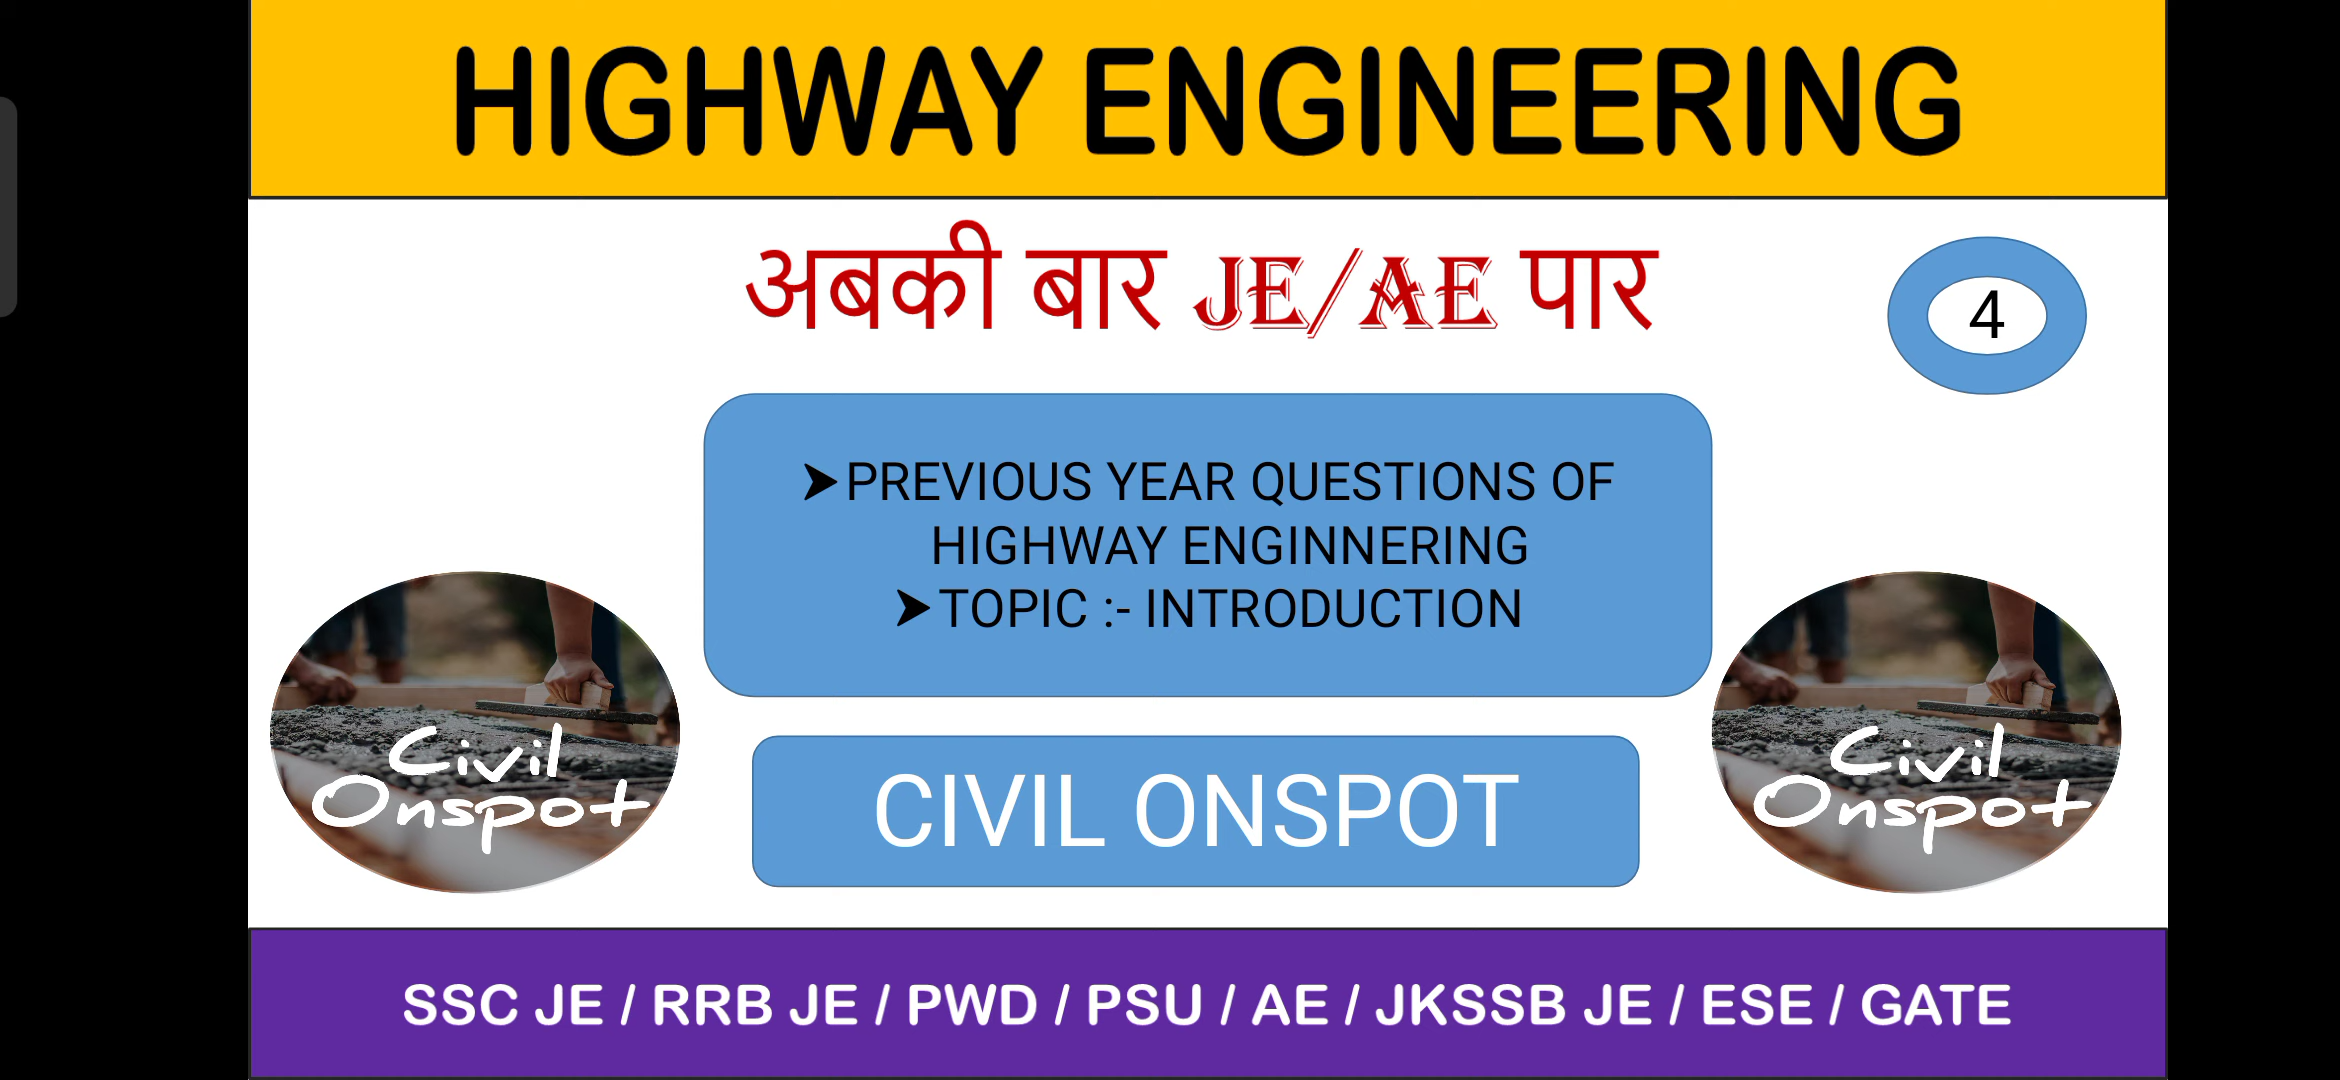 HIGHWAY ENGINEERING
अबकी बार JE/AE पार
4
➤PREVIOUS YEAR QUESTIONS OF
HIGHWAY ENGINNERING
➤TOPIC :- INTRODUCTION
Civil
Onspot
CIVIL ONSPOT
Civil
Onspot
SSC JE / RRB JE / PWD / PSU / AE / JKSSB JE / ESE / GATE